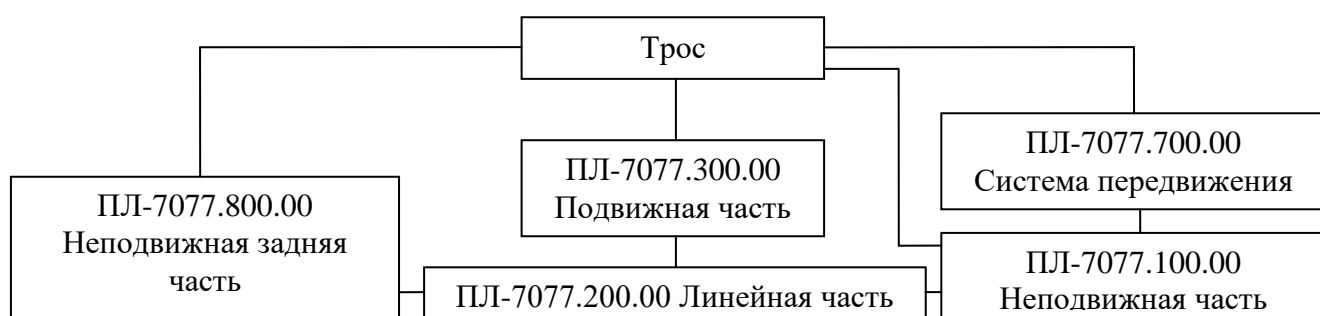 Трос
ПЛ-7077.700.00
Система передвижения
ПЛ-7077.300.00
Подвижная часть
ПЛ-7077.800.00
Неподвижная задняя
часть
ПЛ-7077.100.00
Неподвижная часть
ПЛ-7077.200.00 Линейная часть